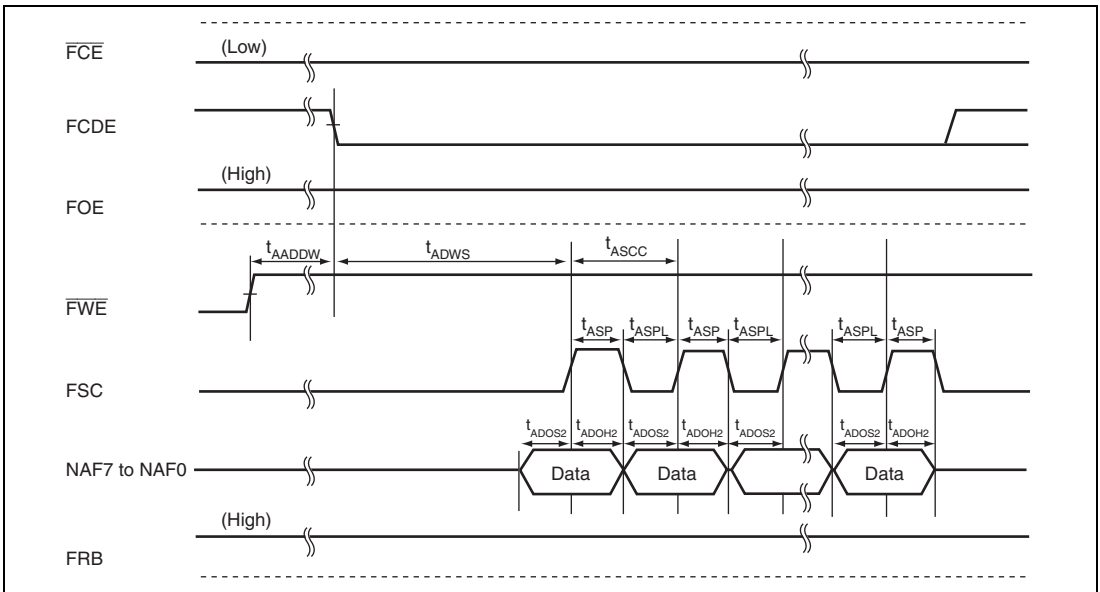 FCE
(Low)
FCDE
(High)
FOE
tAADDW tADWS tASCC
FWE
tASP tASPL tASP tASPL tASPL tASP
FSC
tADOS2 tADOH2 tADOS2 tADOH2 tADOS2 tADOS2 tADOH2
NAF7 to NAF0 Data Data Data
(High)
FRB